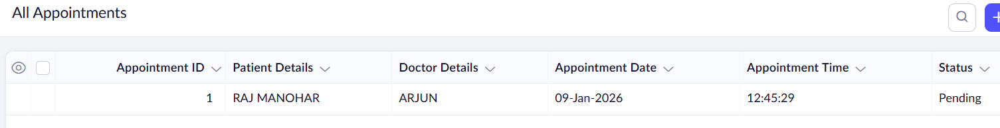 All Appointments
Appointment ID Patient Details Doctor Details Appointment Date Appointment Time Status
1 RAJ MANOHAR ARJUN 09-Jan-2026 12:45:29 Pending